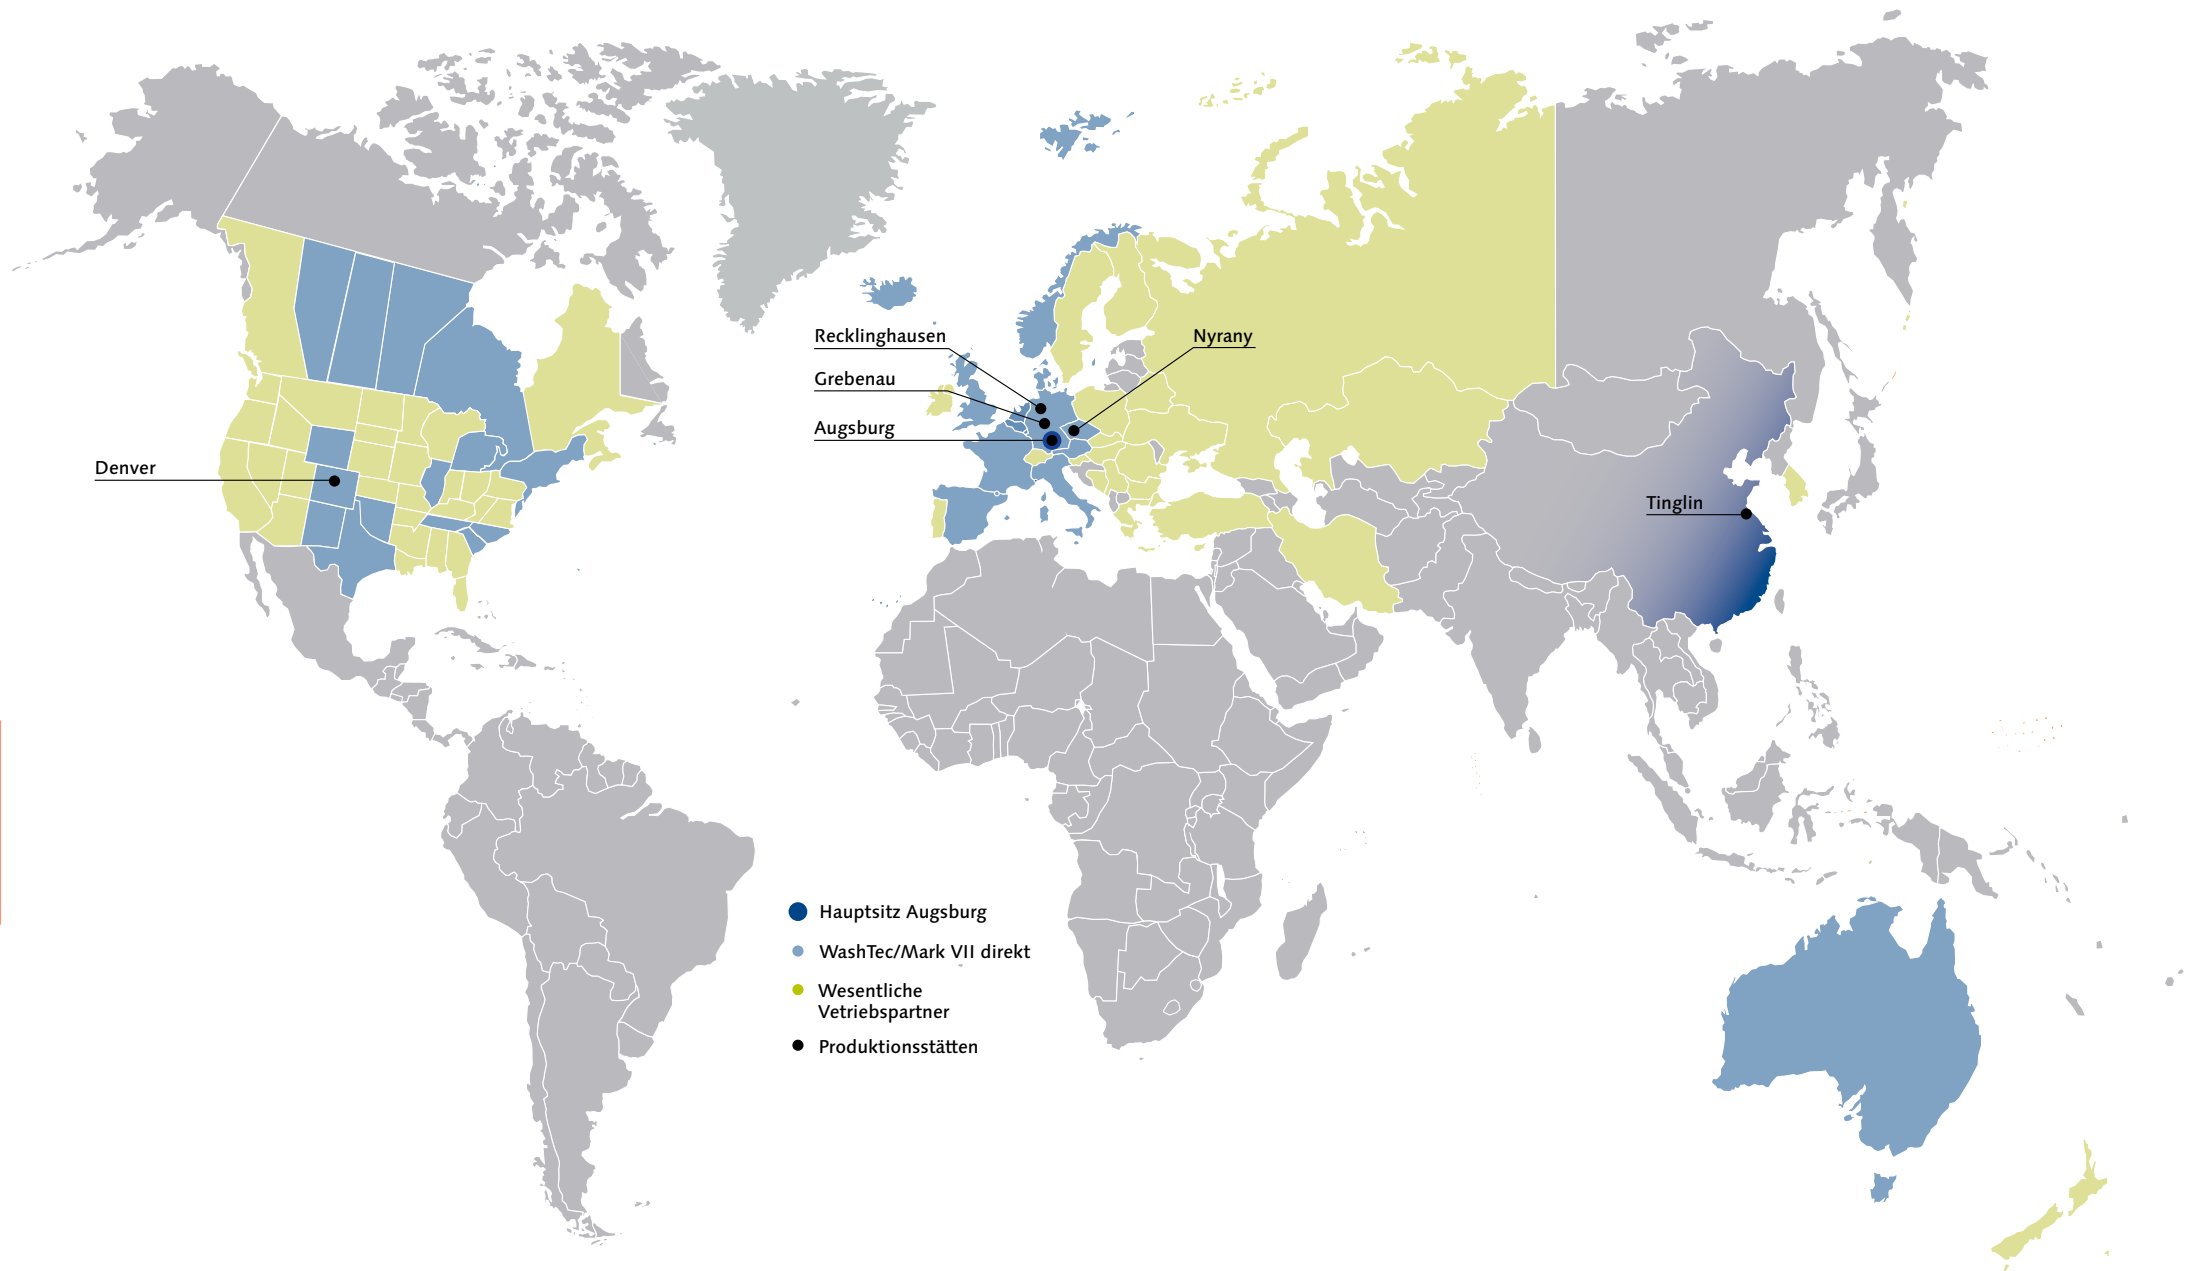 Recklinghausen
Nyrany
Grebenau
Augsburg
Denver
Tinglin
Hauptsitz Augsburg
WashTec/Mark VII direkt
Wesentliche
Vetriebspartner
Produktionsstätten